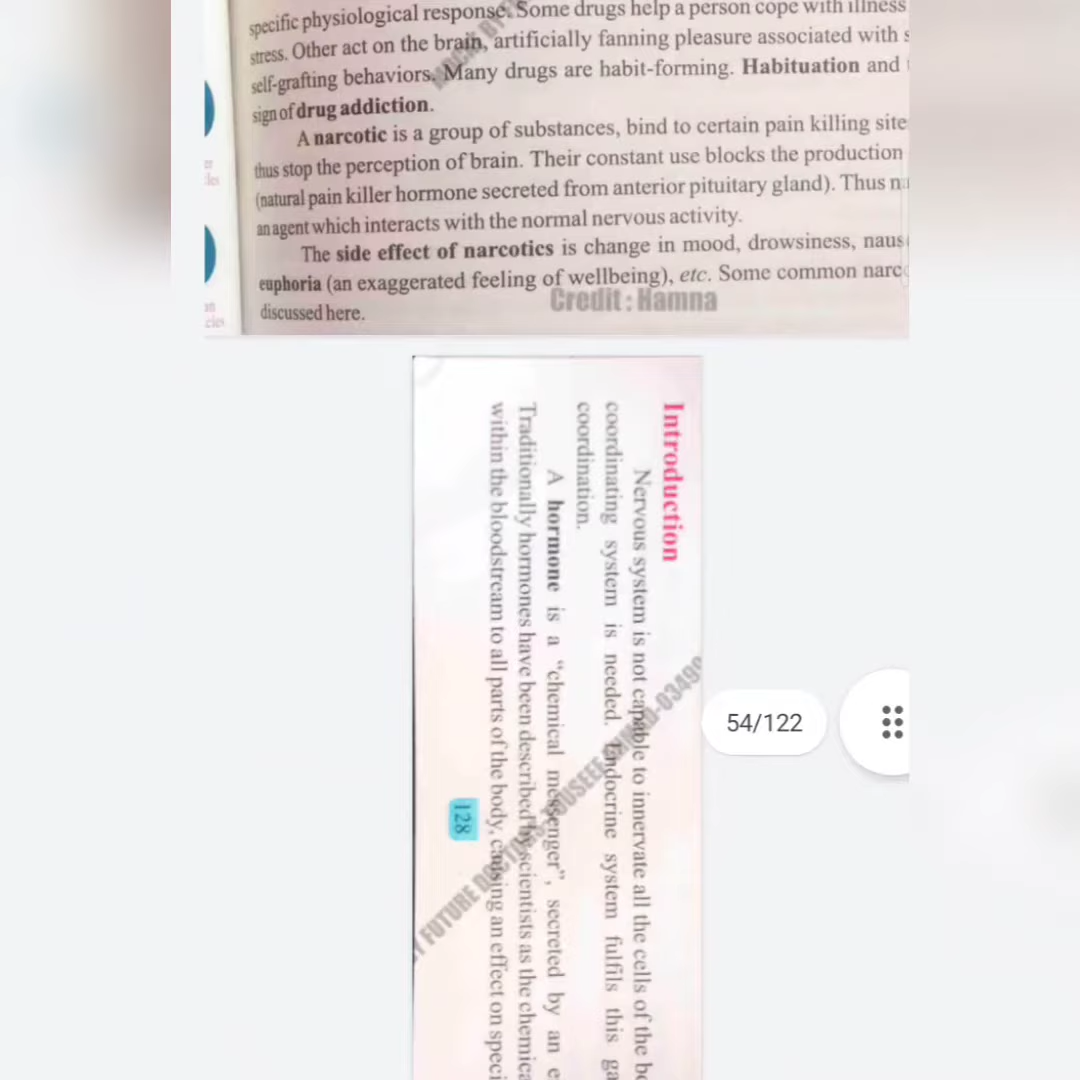 specific physiological response. Some drugs help a person cope with illness
stress. Other act on the brain, artificially fanning pleasure associated with s
self-grafting behaviors. Many drugs are habit-forming. Habituation and
sign of drug addiction.
A narcotic is a group of substances, bind to certain pain killing site
thus stop the perception of brain. Their constant use blocks the production
(natural pain killer hormone secreted from anterior pituitary gland). Thus na
an agent which interacts with the normal nervous activity.
The side effect of narcotics is change in mood, drowsiness, naus
euphoria (an exaggerated feeling of wellbeing), etc. Some common narc
discussed here.
Credit : Hamna
Introduction
Nervous system is not capable to innervate all the cells of the bo
coordinating system is needed. Endocrine system fulfils this ga
coordination.
A hormone is a "chemical messenger", secreted by an e
Traditionally hormones have been described by scientists as the chemica
within the bloodstream to all parts of the body, causing an effect on speci
128
54/122